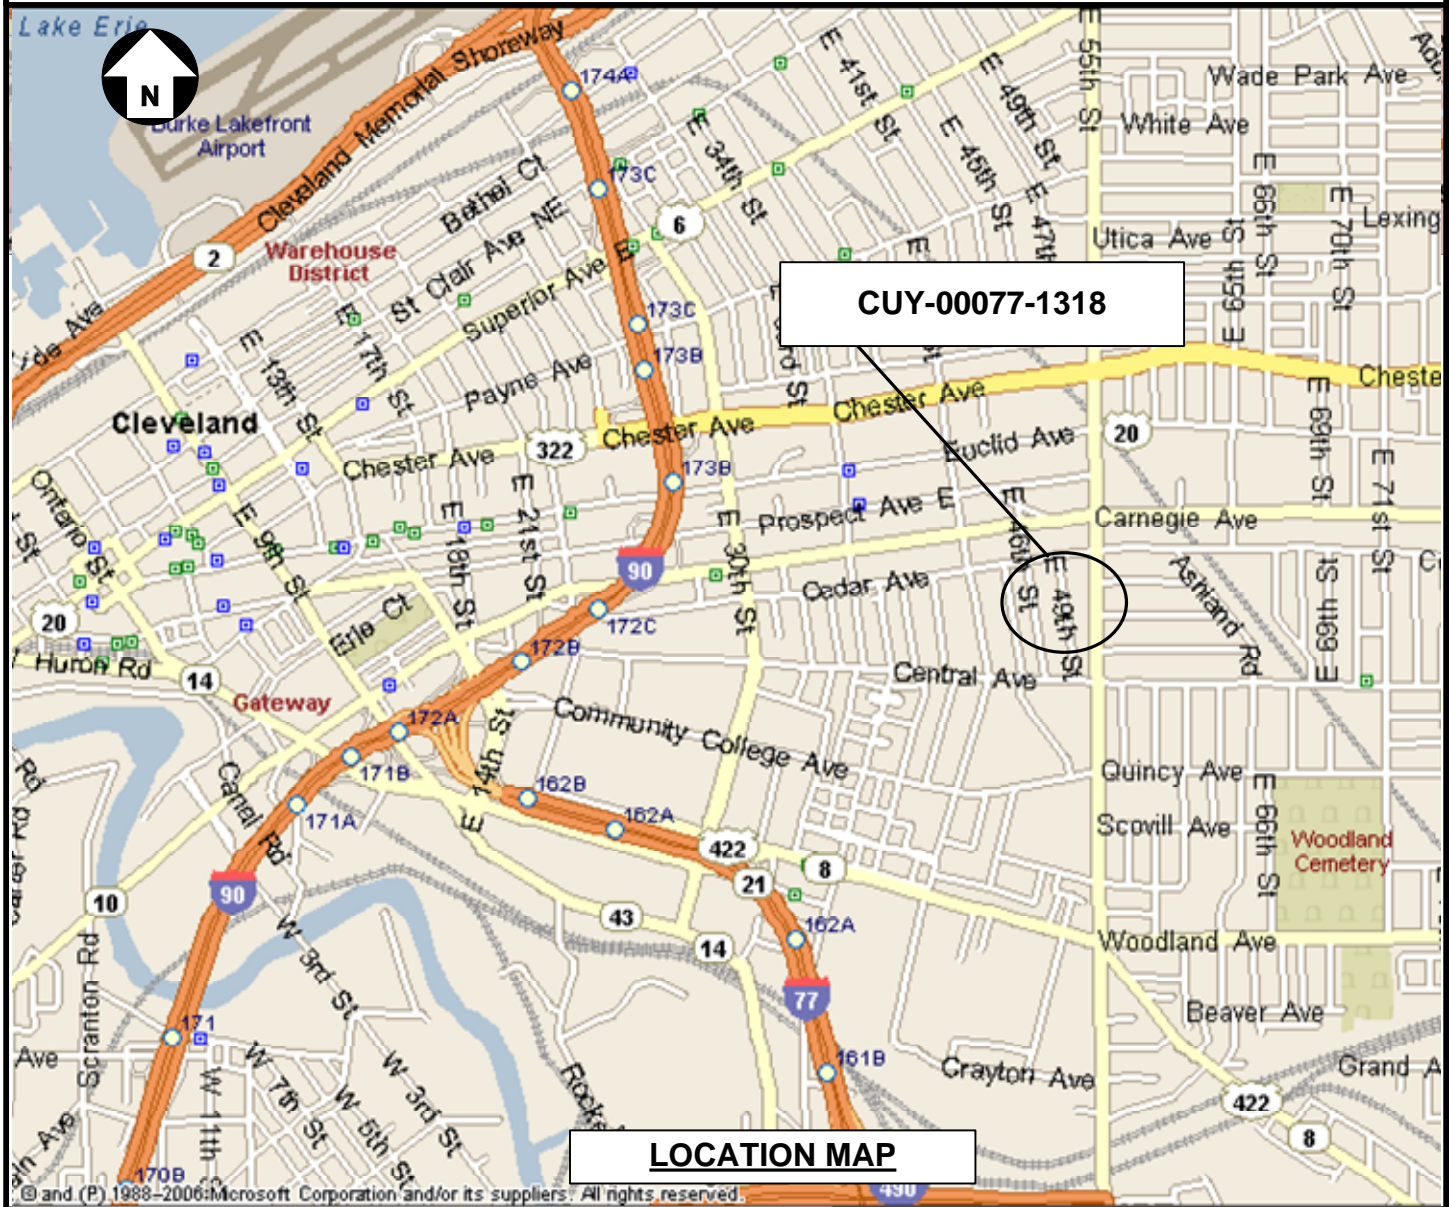 Lake Erie
N
Burke Lakefront
Airport
Cleveland Memorial Shoreway
174A
E 41st St
E 49th St
E 55th St
Wade Park Ave
White Ave
E 34th St
E 45th St
E 47th
E 66th St
E 70th St
Lexing
Bethel Ct
173C
6
Utica Ave
E 59th St
2
Warehouse
District
St Clair Ave NE
Superior Ave E
E
CUY-00077-1318
E 13th St
E 17th St
173C
173B
Payne Ave
rd St
St
Cheste
Cleveland
Chester Ave
322
Chester Ave
Chester Ave
Euclid Ave
20
E 69th St
E 71st St
173B
Ontario St
St
E 9th St
E 18th St
E 21st St
E 30th St
Prospect Ave E
E 46th St
Carnegie Ave
90
Cedar Ave
E 49th St
Ashland Rd
E 69th St
20
Erie Ct
172C
172B
Huron Rd
14
Gateway
Central Ave
172A
E 14th St
Community College Ave
171B
162B
Quincy Ave
E 66th St
Rd
Canal Rd
171A
162A
Scovill Ave
Woodland
Cemetery
422
8
21
90
10
43
162A
14
Woodland Ave
Scranton Rd
W 3rd St
77
Beaver Ave
171
161B
Ave
W 11th S
W 7th St
W 5th St
W 3rd St
Crayton Ave
Grand A
422
8
LOCATION MAP
170B
490
© and (P) 1988–2006 Microsoft Corporation and/or its suppliers. All rights reserved.